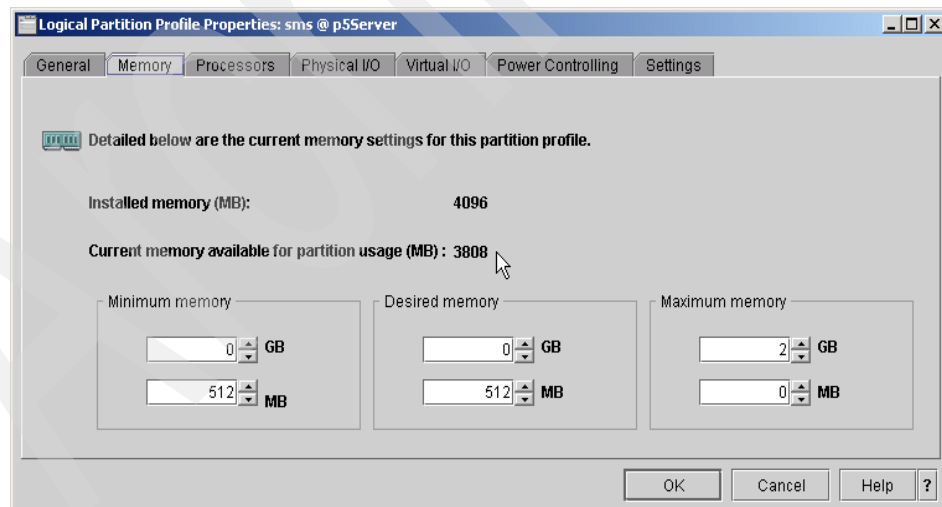 Logical Partition Profile Properties: sms @ p5Server
General Memory Processors Physical I/O Virtual I/O Power Controlling Settings
Detailed below are the current memory settings for this partition profile.
Installed memory (MB): 4096
Current memory available for partition usage (MB) : 3808
Minimum memory Desired memory Maximum memory
0 GB 0 GB 2 GB
512 MB 512 MB 0 MB
OK Cancel Help ?